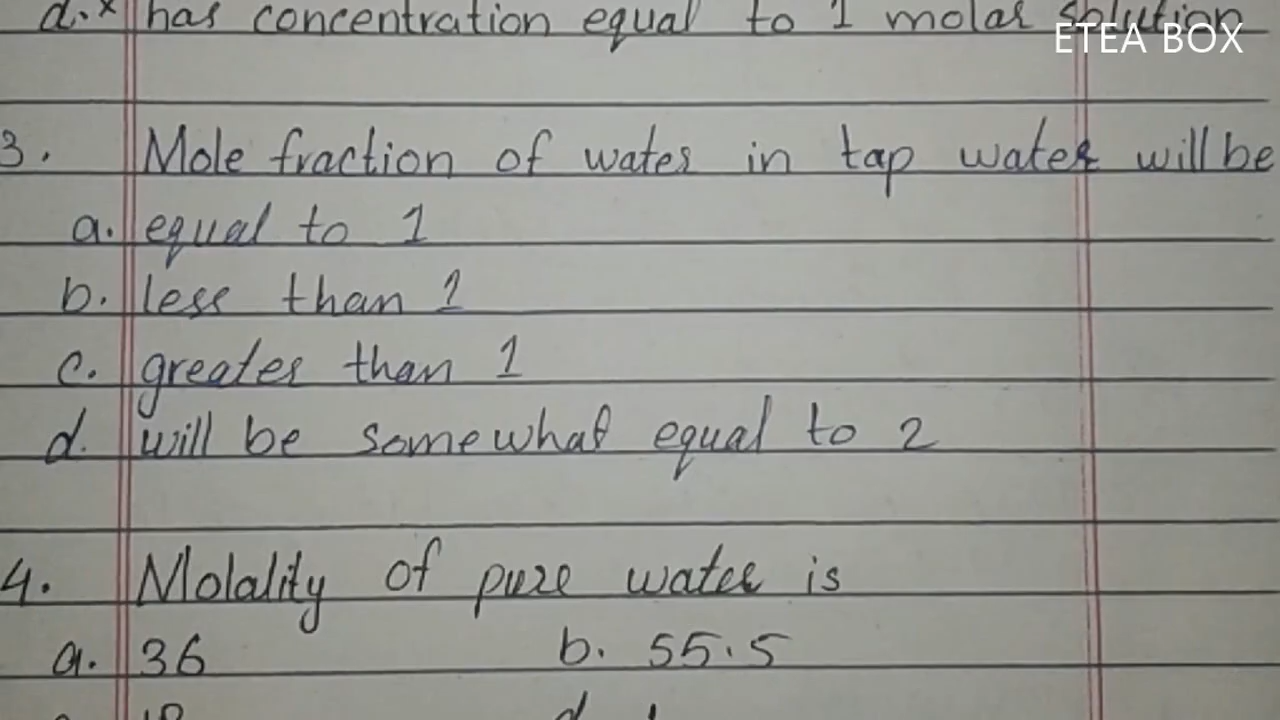 d.x has concentration equal to 1 molar solution
ETEA BOX
3. Mole fraction of water in tap water will be
a. equal to 1
b. less than 1
c. greater than 1
d. will be somewhat equal to 2
4. Molality of pure water is
a. 36 b. 55.5
d.